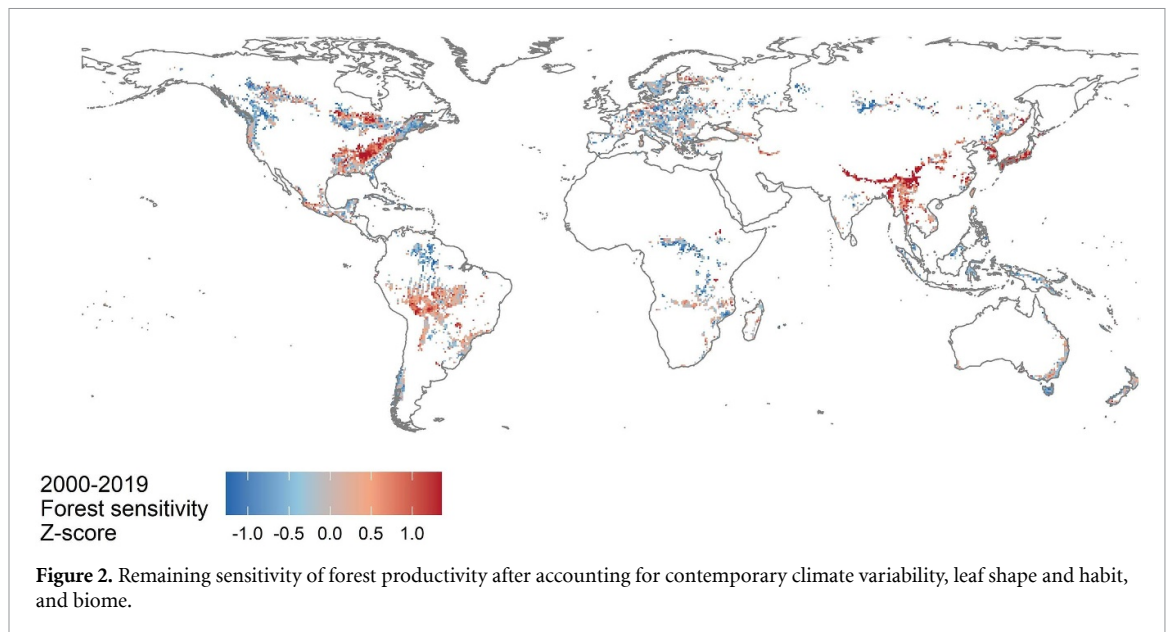 2000-2019
Forest sensitivity
Z-score
-1.0 -0.5 0.0 0.5 1.0
Figure 2. Remaining sensitivity of forest productivity after accounting for contemporary climate variability, leaf shape and habit,
and biome.